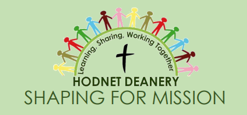 Learning, Sharing, Working Together
HODNET DEANERY
SHAPING FOR MISSION